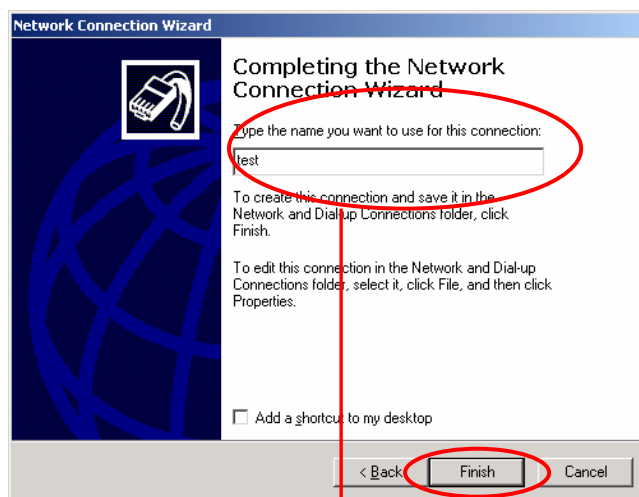 Network Connection Wizard
Completing the Network
Connection Wizard
Type the name you want to use for this connection:
test
To create this connection and save it in the
Network and Dial-up Connections folder, click
Finish.
To edit this connection in the Network and Dial-up
Connections folder, select it, click File, and then click
Properties.
Add a shortcut to my desktop
< Back
Finish
Cancel